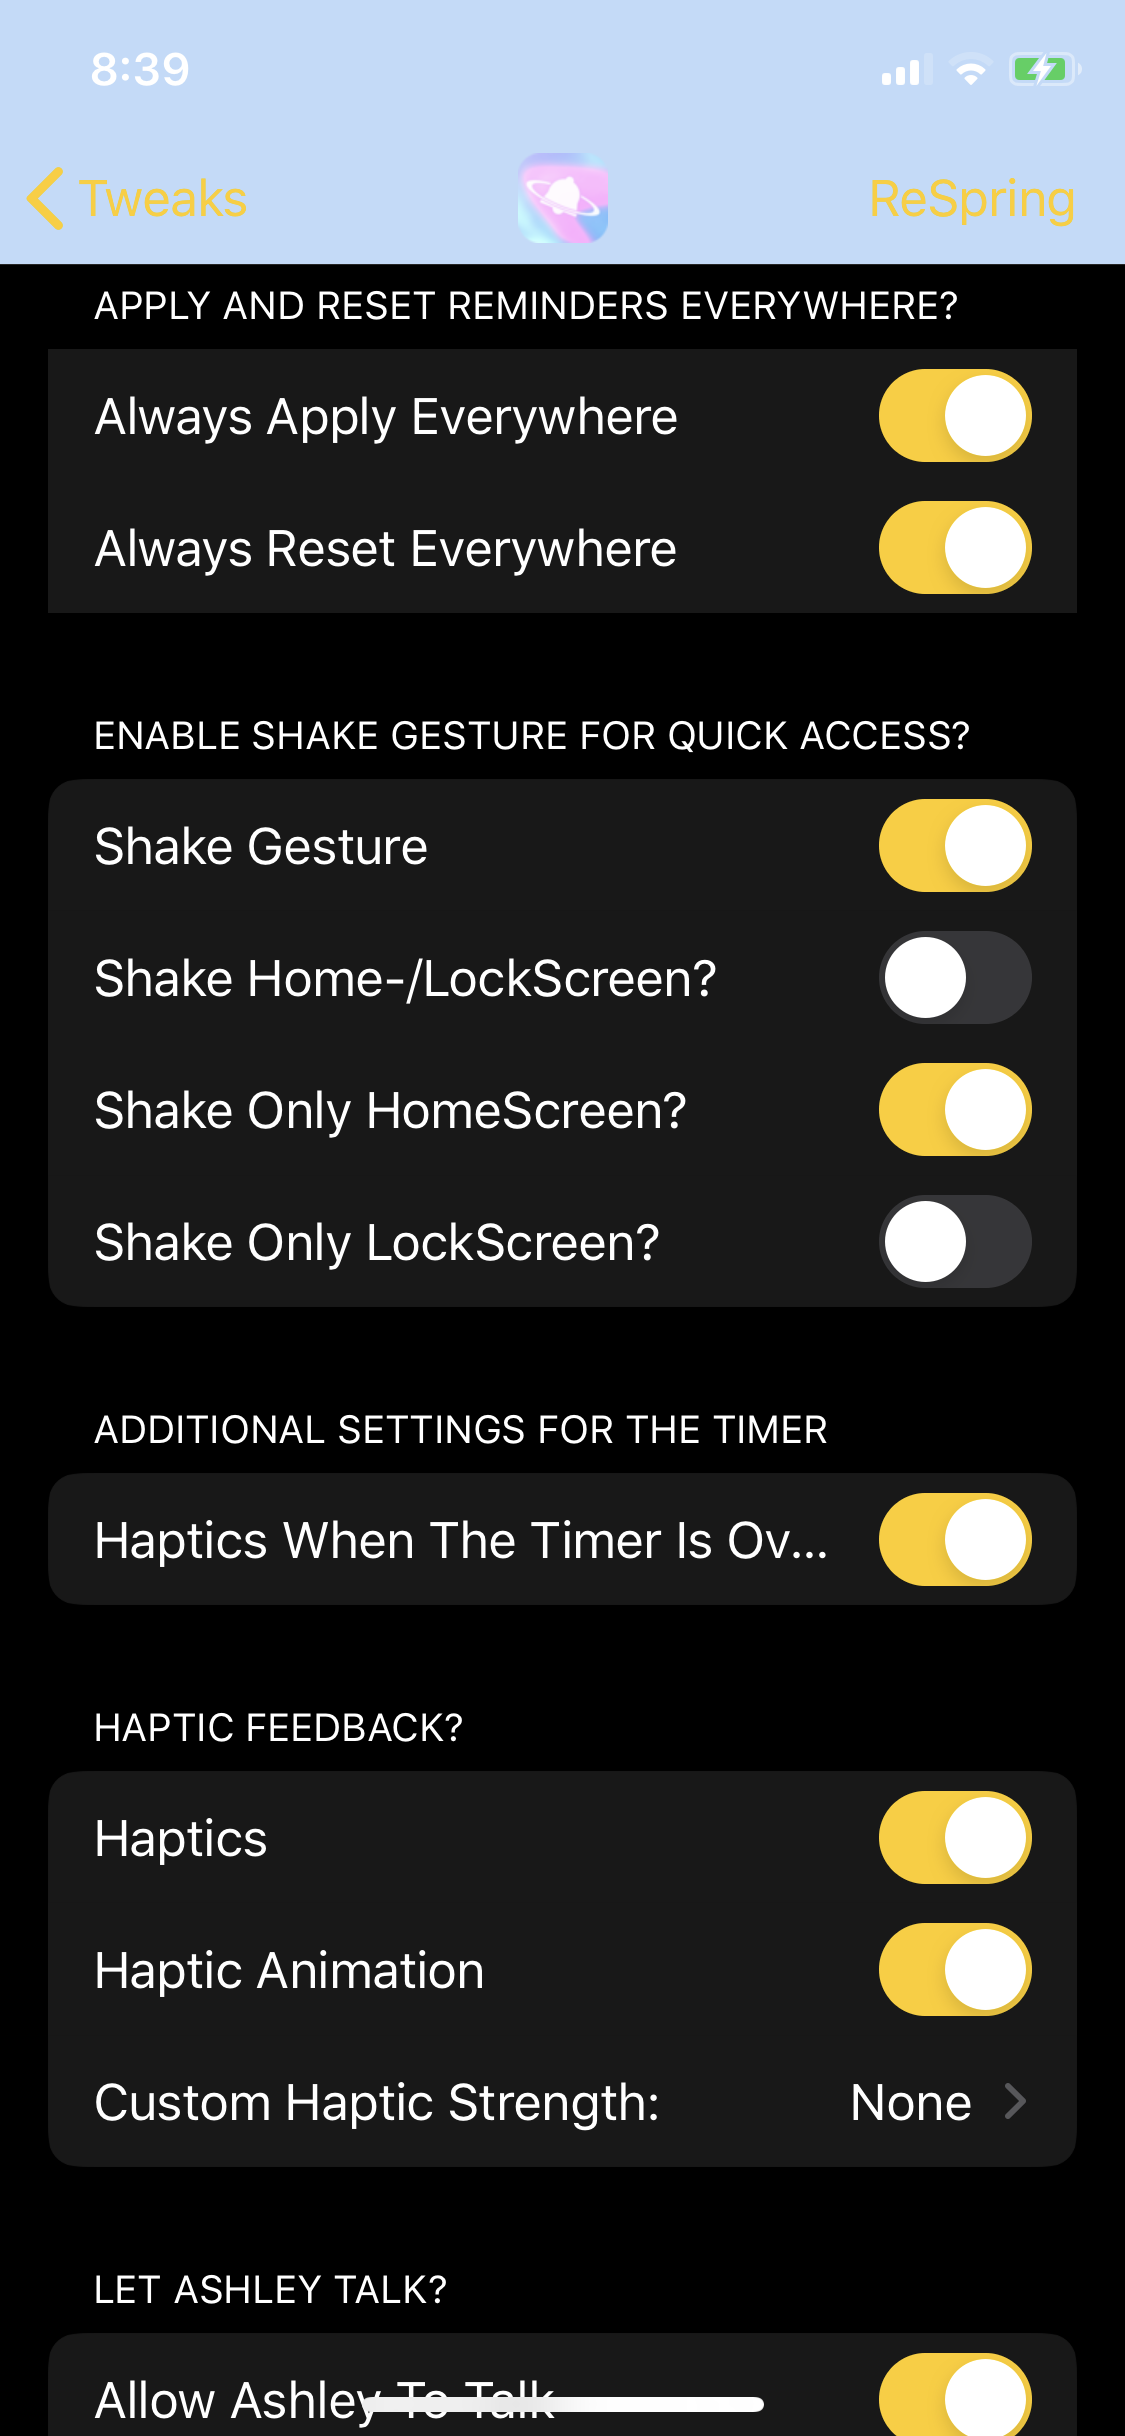 8:39
Tweaks
ReSpring
APPLY AND RESET REMINDERS EVERYWHERE?
Always Apply Everywhere
Always Reset Everywhere
ENABLE SHAKE GESTURE FOR QUICK ACCESS?
Shake Gesture
Shake Home-/LockScreen?
Shake Only HomeScreen?
Shake Only LockScreen?
ADDITIONAL SETTINGS FOR THE TIMER
Haptics When The Timer Is Ov...
HAPTIC FEEDBACK?
Haptics
Haptic Animation
Custom Haptic Strength: None
LET ASHLEY TALK?
Allow Ashley To Talk